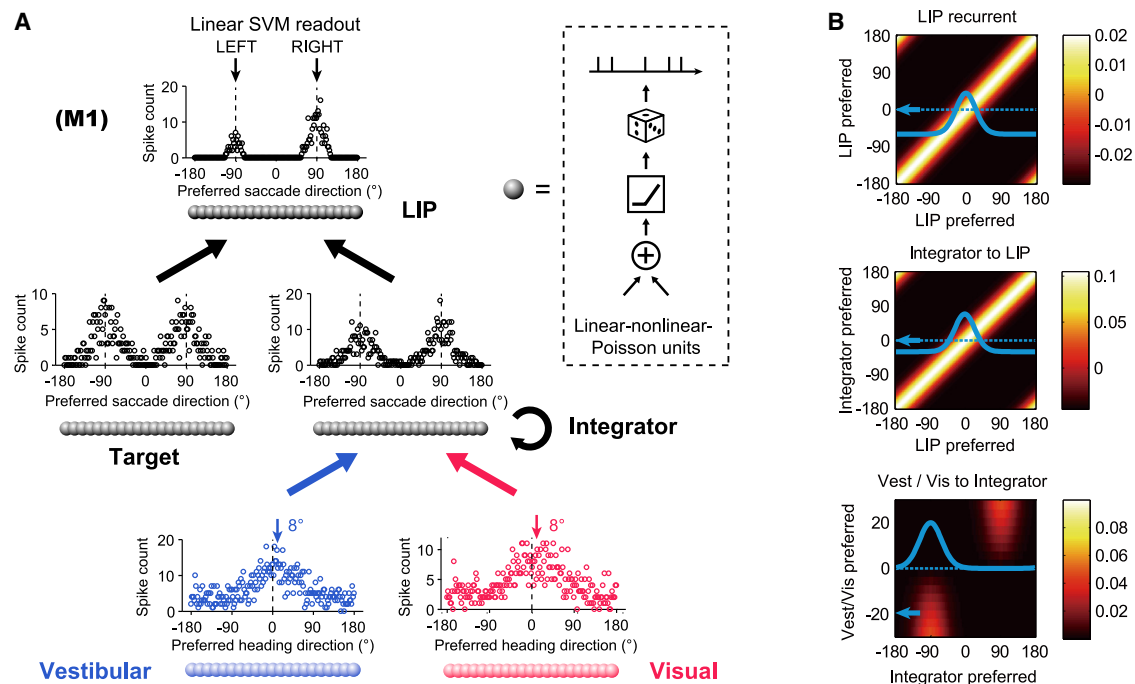 A
Linear SVM readout
LEFT RIGHT
(M1)
Spike count
20
10
0
-180 -90 0 90 180
Preferred saccade direction (°)
LIP
=
Linear-nonlinear-
Poisson units
Spike count
10
5
0
-180 -90 0 90 180
Preferred saccade direction (°)
Target
Spike count
20
10
0
-180 -90 0 90 180
Preferred saccade direction (°)
Integrator
8°
Spike count
20
10
0
-180 -90 0 90 180
Preferred heading direction (°)
Vestibular
8°
Spike count
10
5
0
-180 -90 0 90 180
Preferred heading direction (°)
Visual
B
LIP recurrent
LIP preferred
180
90
0
-90
-180
-180 -90 0 90 180
LIP preferred
0.02
0.01
0
-0.01
-0.02
Integrator to LIP
Integrator preferred
180
90
0
-90
-180
-180 -90 0 90 180
LIP preferred
0.1
0.05
0
Vest / Vis to Integrator
Vest/Vis preferred
20
0
-20
-180 -90 0 90 180
Integrator preferred
0.08
0.06
0.04
0.02